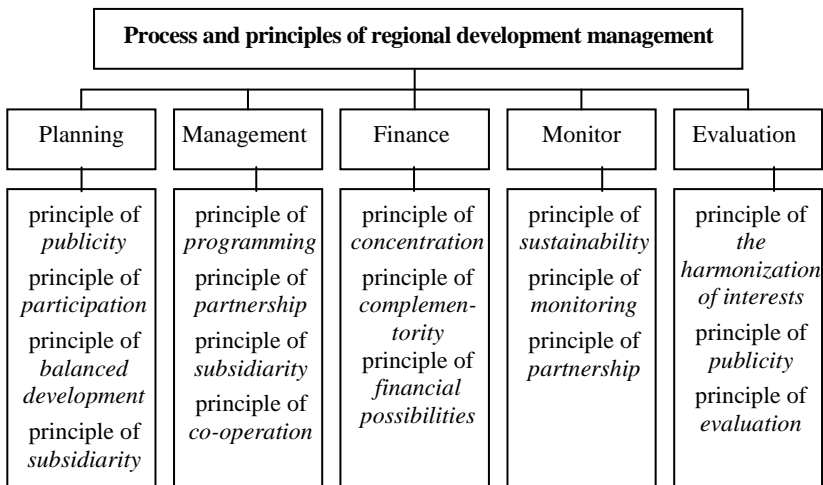 Process and principles of regional development management
Planning
Management
Finance
Monitor
Evaluation
principle of
publicity
principle of
participation
principle of
balanced
development
principle of
subsidiarity
principle of
programming
principle of
partnership
principle of
subsidiarity
principle of
co-operation
principle of
concentration
principle of
complemen-
tority
principle of
financial
possibilities
principle of
sustainability
principle of
monitoring
principle of
partnership
principle of
the
harmonization
of interests
principle of
publicity
principle of
evaluation